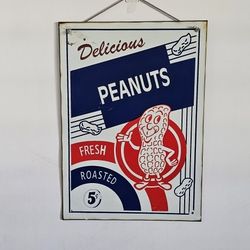 Delicious
PEANUTS
FRESH
ROASTED
5¢